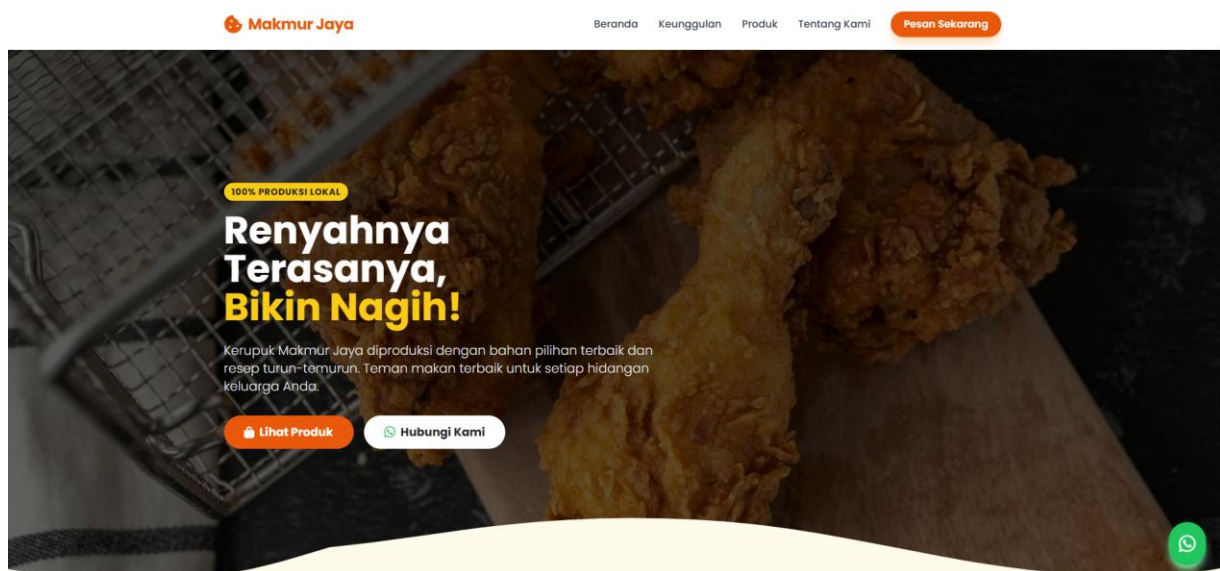 Makmur Jaya
Beranda Keunggulan Produk Tentang Kami Pesan Sekarang
100% PRODUKSI LOKAL
Renyahnya
Terasanya,
Bikin Nagih!
Kerupuk Makmur Jaya diproduksi dengan bahan pilihan terbaik dan
resep turun-temurun. Teman makan terbaik untuk setiap hidangan
keluarga Anda.
Lihat Produk Hubungi Kami